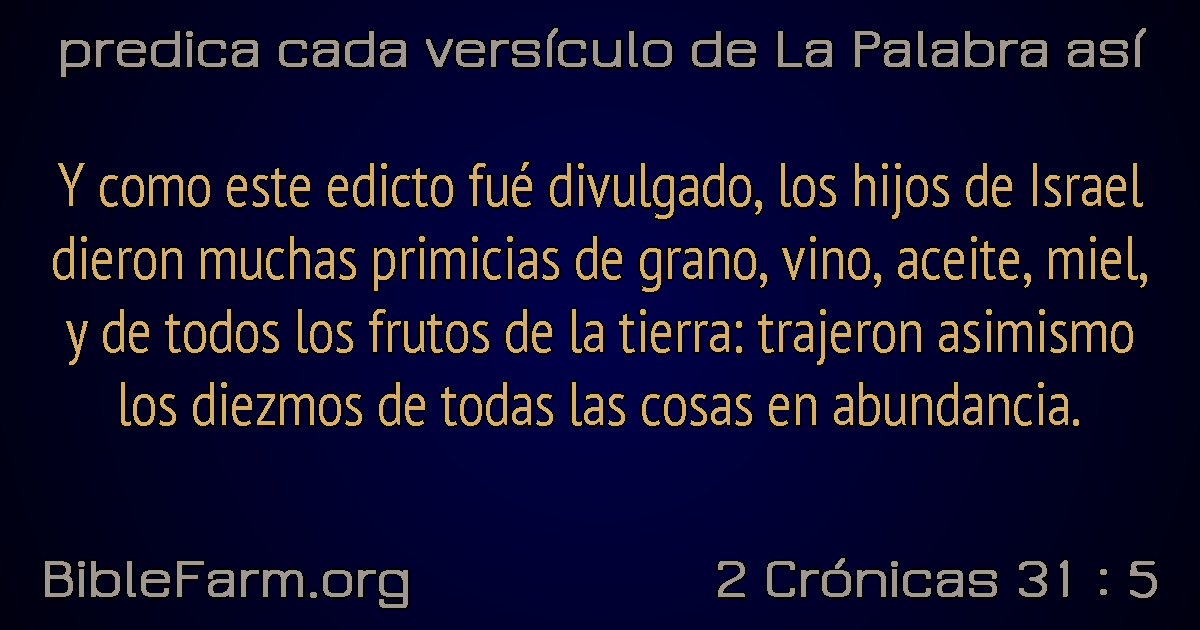 predica cada versículo de La Palabra así
Y como este edicto fué divulgado, los hijos de Israel
dieron muchas primicias de grano, vino, aceite, miel,
y de todos los frutos de la tierra: trajeron asimismo
los diezmos de todas las cosas en abundancia.
BibleFarm.org
2 Crónicas 31 : 5